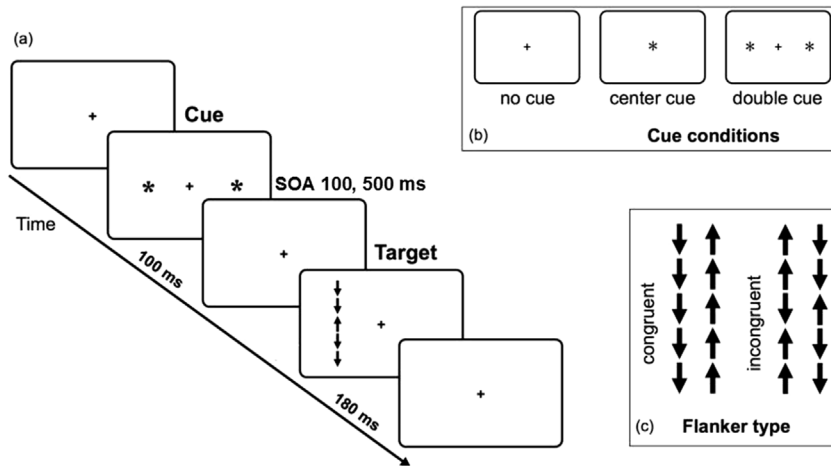 (a)
Cue
SOA 100, 500 ms
Time
100 ms
Target
180 ms
no cue
center cue
double cue
(b)
Cue conditions
congruent
incongruent
(c)
Flanker type